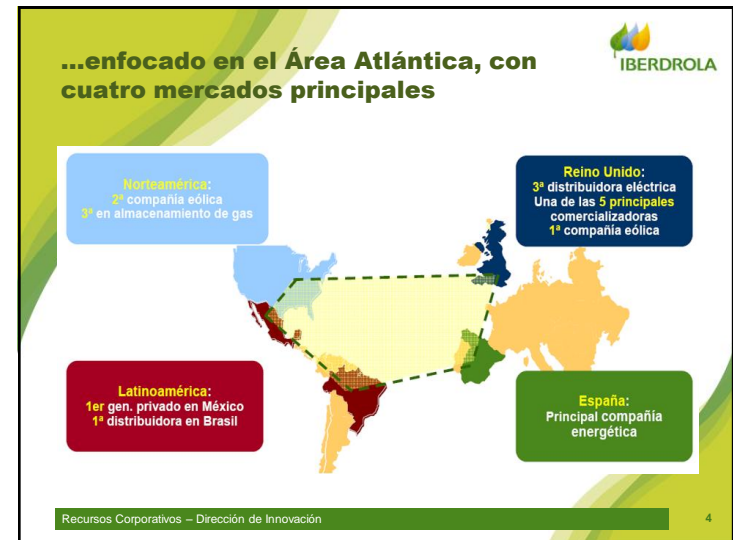 ...enfocado en el Área Atlántica, con
cuatro mercados principales
IBERDROLA
Norteamérica:
2ª compañía eólica
3ª en almacenamiento de gas
Reino Unido:
3ª distribuidora eléctrica
Una de las 5 principales
comercializadoras
1ª compañía eólica
Latinoamérica:
1er gen. privado en México
1ª distribuidora en Brasil
España:
Principal compañía
energética
Recursos Corporativos – Dirección de Innovación
4